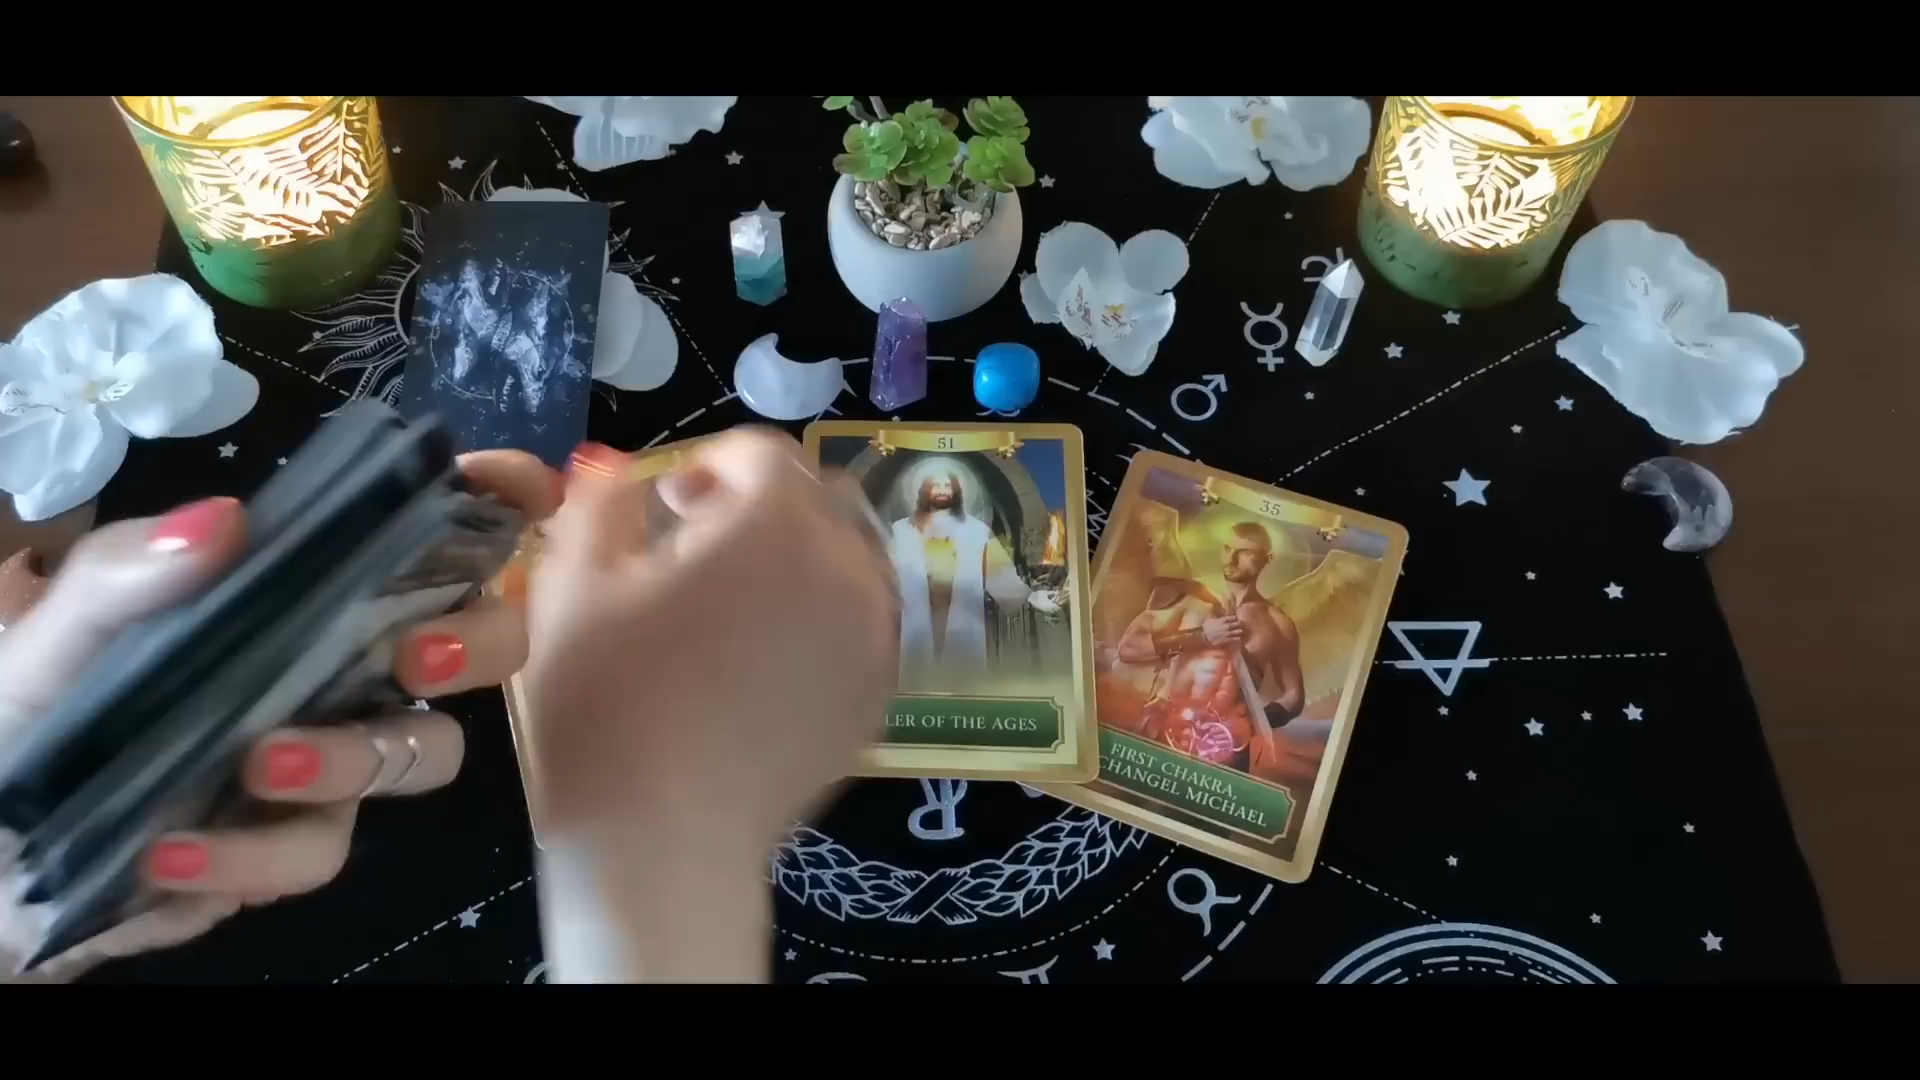 51
35
LER OF THE AGES
FIRST CHAKRA,
CHANGEL MICHAEL